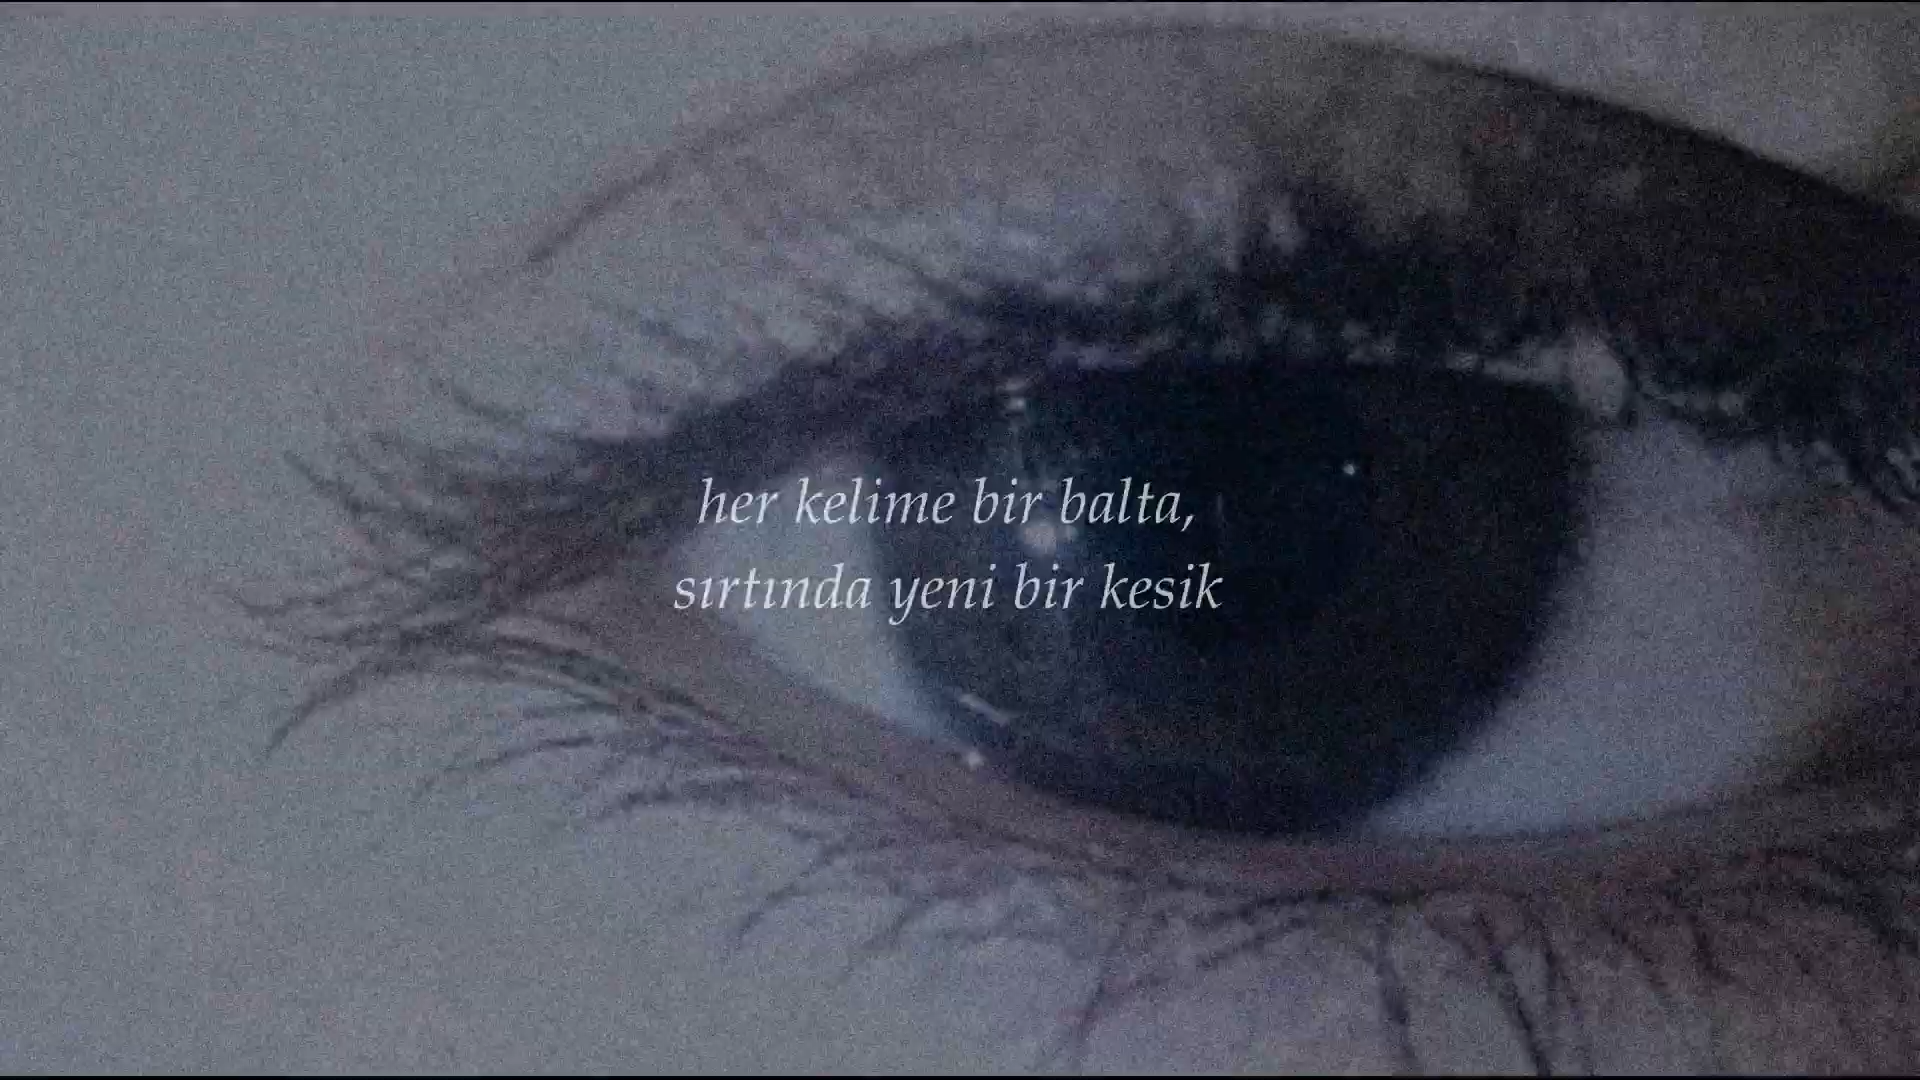 her kelime bir balta,
sırtında yeni bir kesik